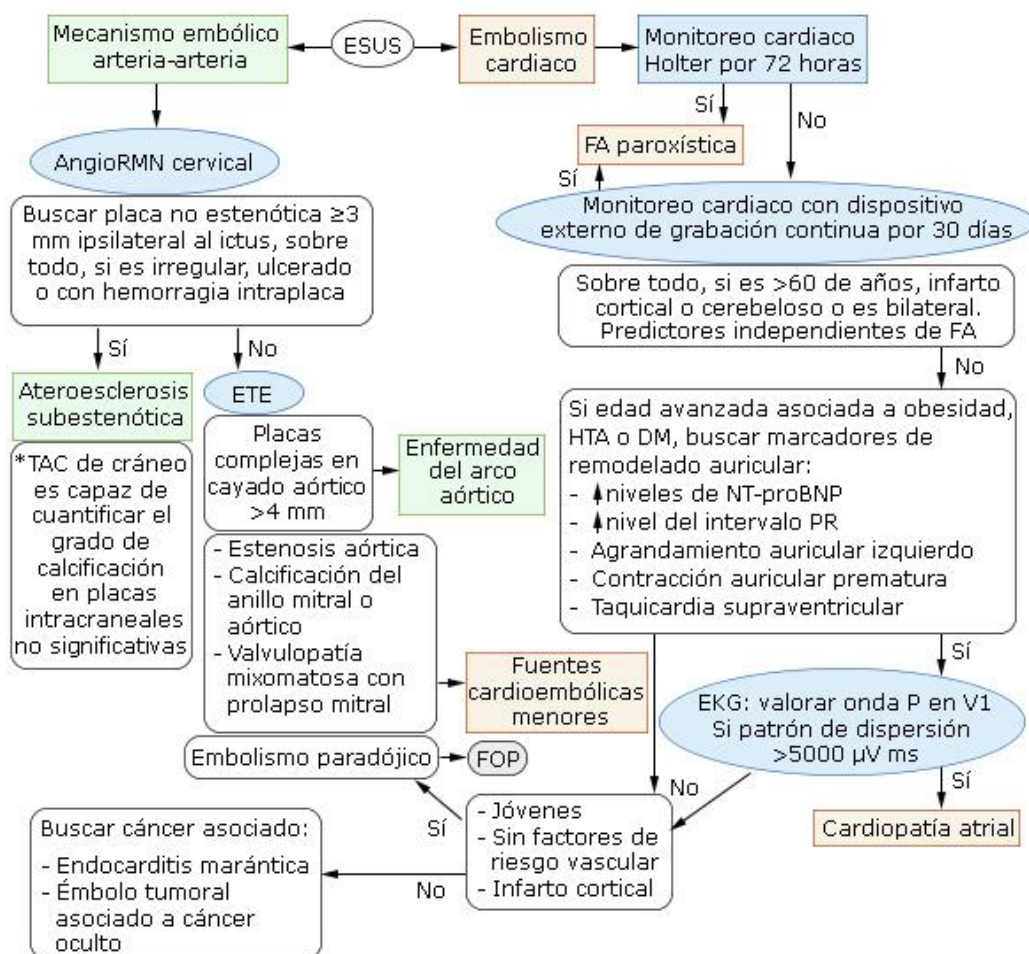 Mecanismo embólico
arteria-arteria
ESUS
Embolismo
cardiaco
Monitoreo cardiaco
Holter por 72 horas
Sí
No
FA paroxística
Sí
AngioRMN cervical
Monitoreo cardiaco con dispositivo
externo de grabación continua por 30 días
Buscar placa no estenótica ≥3
mm ipsilateral al ictus, sobre
todo, si es irregular, ulcerado
o con hemorragia intraplaca
Sobre todo, si es >60 de años, infarto
cortical o cerebeloso o es bilateral.
Predictores independientes de FA
Sí
No
No
Ateroesclerosis
subestenótica
*TAC de cráneo
es capaz de
cuantificar el
grado de
calcificación
en placas
intracraneales
no significativas
ETE
Placas
complejas en
cayado aórtico
>4 mm
Enfermedad
del arco
aórtico
Si edad avanzada asociada a obesidad,
HTA o DM, buscar marcadores de
remodelado auricular:
- ↑niveles de NT-proBNP
- ↑nivel del intervalo PR
- Agrandamiento auricular izquierdo
- Contracción auricular prematura
- Taquicardia supraventricular
- Estenosis aórtica
- Calcificación del
anillo mitral o
aórtico
- Valvulopatía
mixomatosa con
prolapso mitral
Fuentes
cardioembólicas
menores
Sí
EKG: valorar onda P en V1
Si patrón de dispersión
>5000 µV ms
Embolismo paradójico
FOP
No
Sí
Cardiopatía atrial
- Jóvenes
- Sin factores de
riesgo vascular
- Infarto cortical
Sí
No
Buscar cáncer asociado:
- Endocarditis marántica
- Émbolo tumoral
asociado a cáncer
oculto